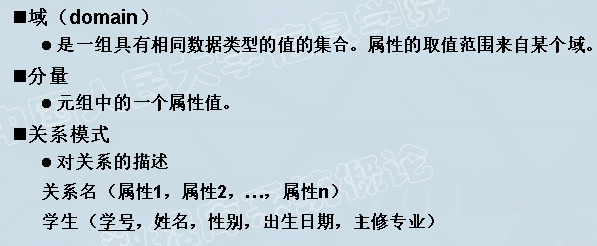 ■域（domain）
●是一组具有相同数据类型的值的集合。属性的取值范围来自某个域。
■分量
●元组中的一个属性值。
■关系模式
●对关系的描述
关系名（属性1，属性2，…，属性n）
学生（学号，姓名，性别，出生日期，主修专业）